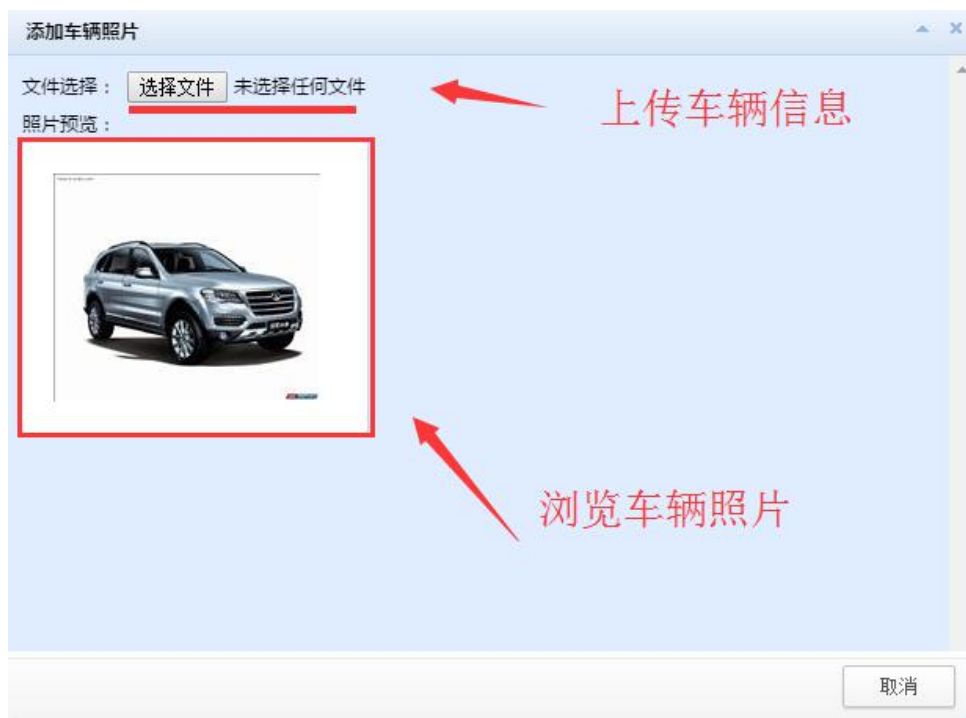 添加车辆照片
文件选择： 选择文件 未选择任何文件
上传车辆信息
照片预览：
浏览车辆照片
取消